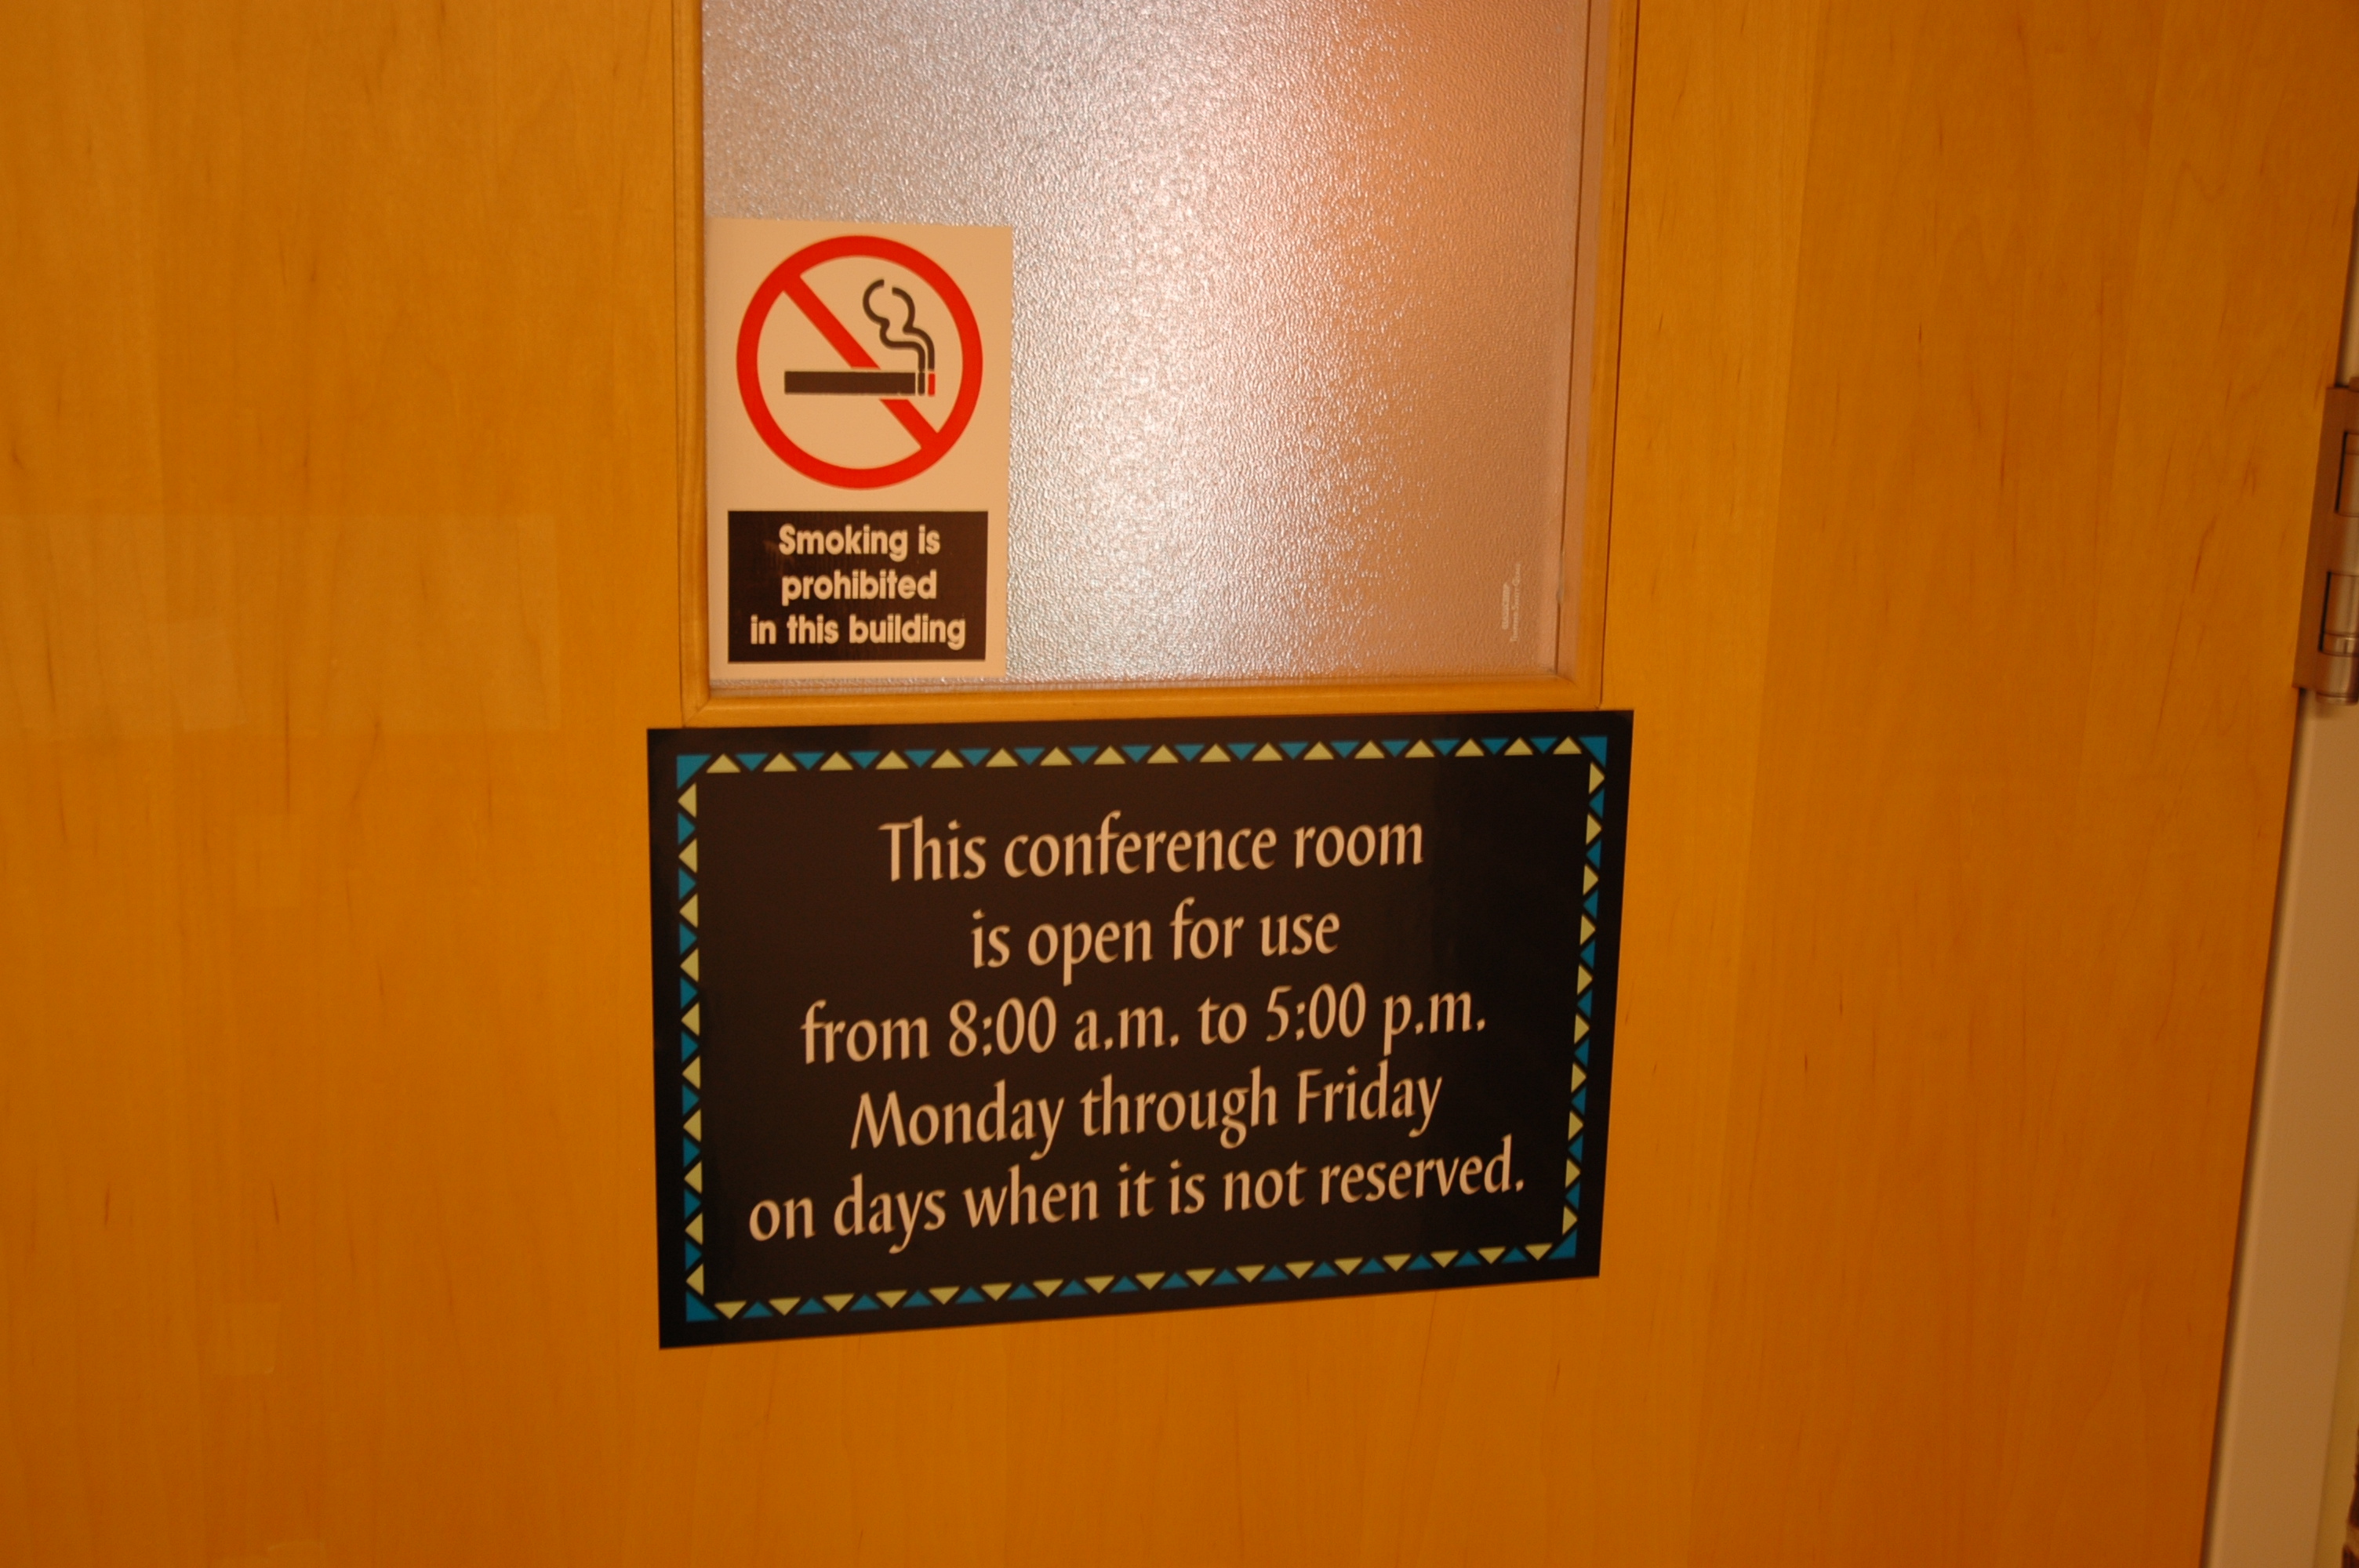 Smoking is
prohibited
in this building
This conference room
is open for use
from 8:00 a.m. to 5:00 p.m.
Monday through Friday
on days when it is not reserved.